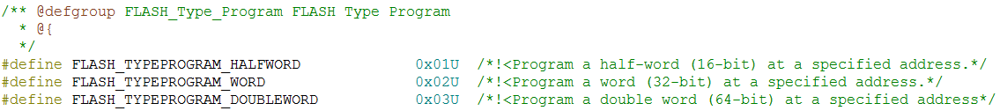 /** @defgroup FLASH_Type_Program FLASH Type Program
  * @{
  */
#define FLASH_TYPEPROGRAM_HALFWORD             0x01U  /*!<Program a half-word (16-bit) at a specified address.*/
#define FLASH_TYPEPROGRAM_WORD                 0x02U  /*!<Program a word (32-bit) at a specified address.*/
#define FLASH_TYPEPROGRAM_DOUBLEWORD           0x03U  /*!<Program a double word (64-bit) at a specified address*/